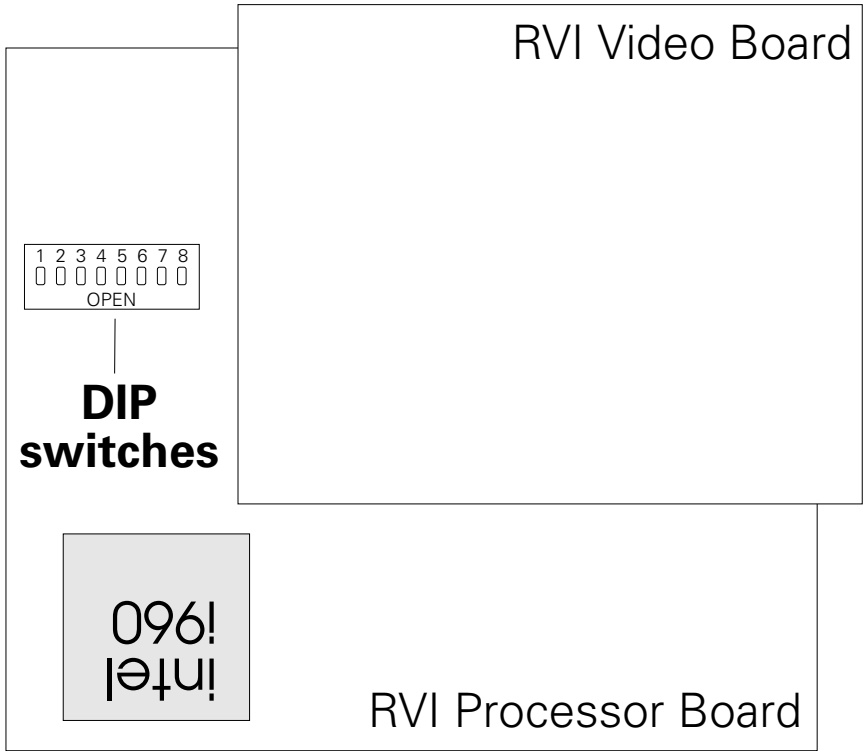 RVI Video Board
1 2 3 4 5 6 7 8
OPEN
DIP
switches
intel
i960
RVI Processor Board